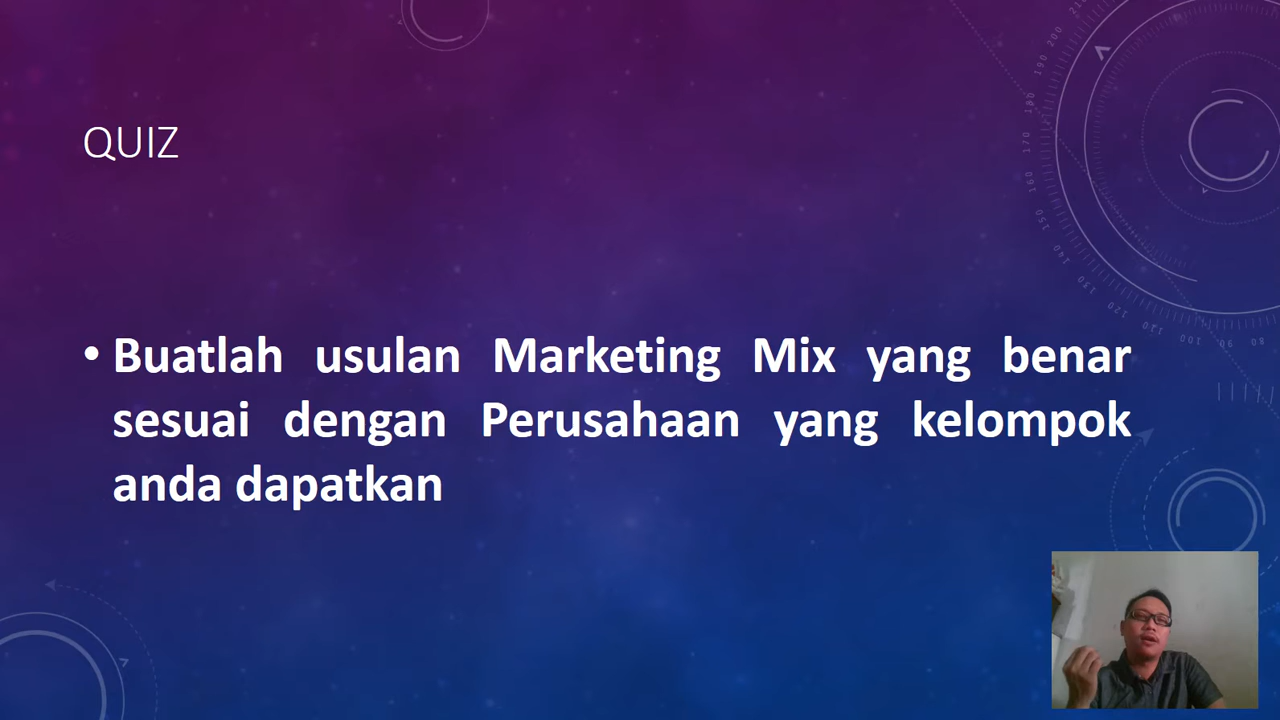 QUIZ
• Buatlah usulan Marketing Mix yang benar
sesuai dengan Perusahaan yang kelompok
anda dapatkan